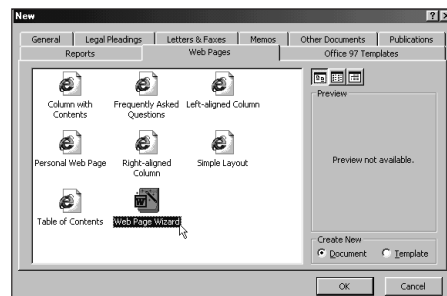 New
General
Legal Pleadings
Letters & Faxes
Memos
Other Documents
Publications
Reports
Web Pages
Office 97 Templates
Column with
Contents
Frequently Asked
Questions
Left-aligned Column
Personal Web Page
Right-aligned
Column
Simple Layout
Table of Contents
Web Page Wizard
Preview
Preview not available.
Create New
Document
Template
OK
Cancel